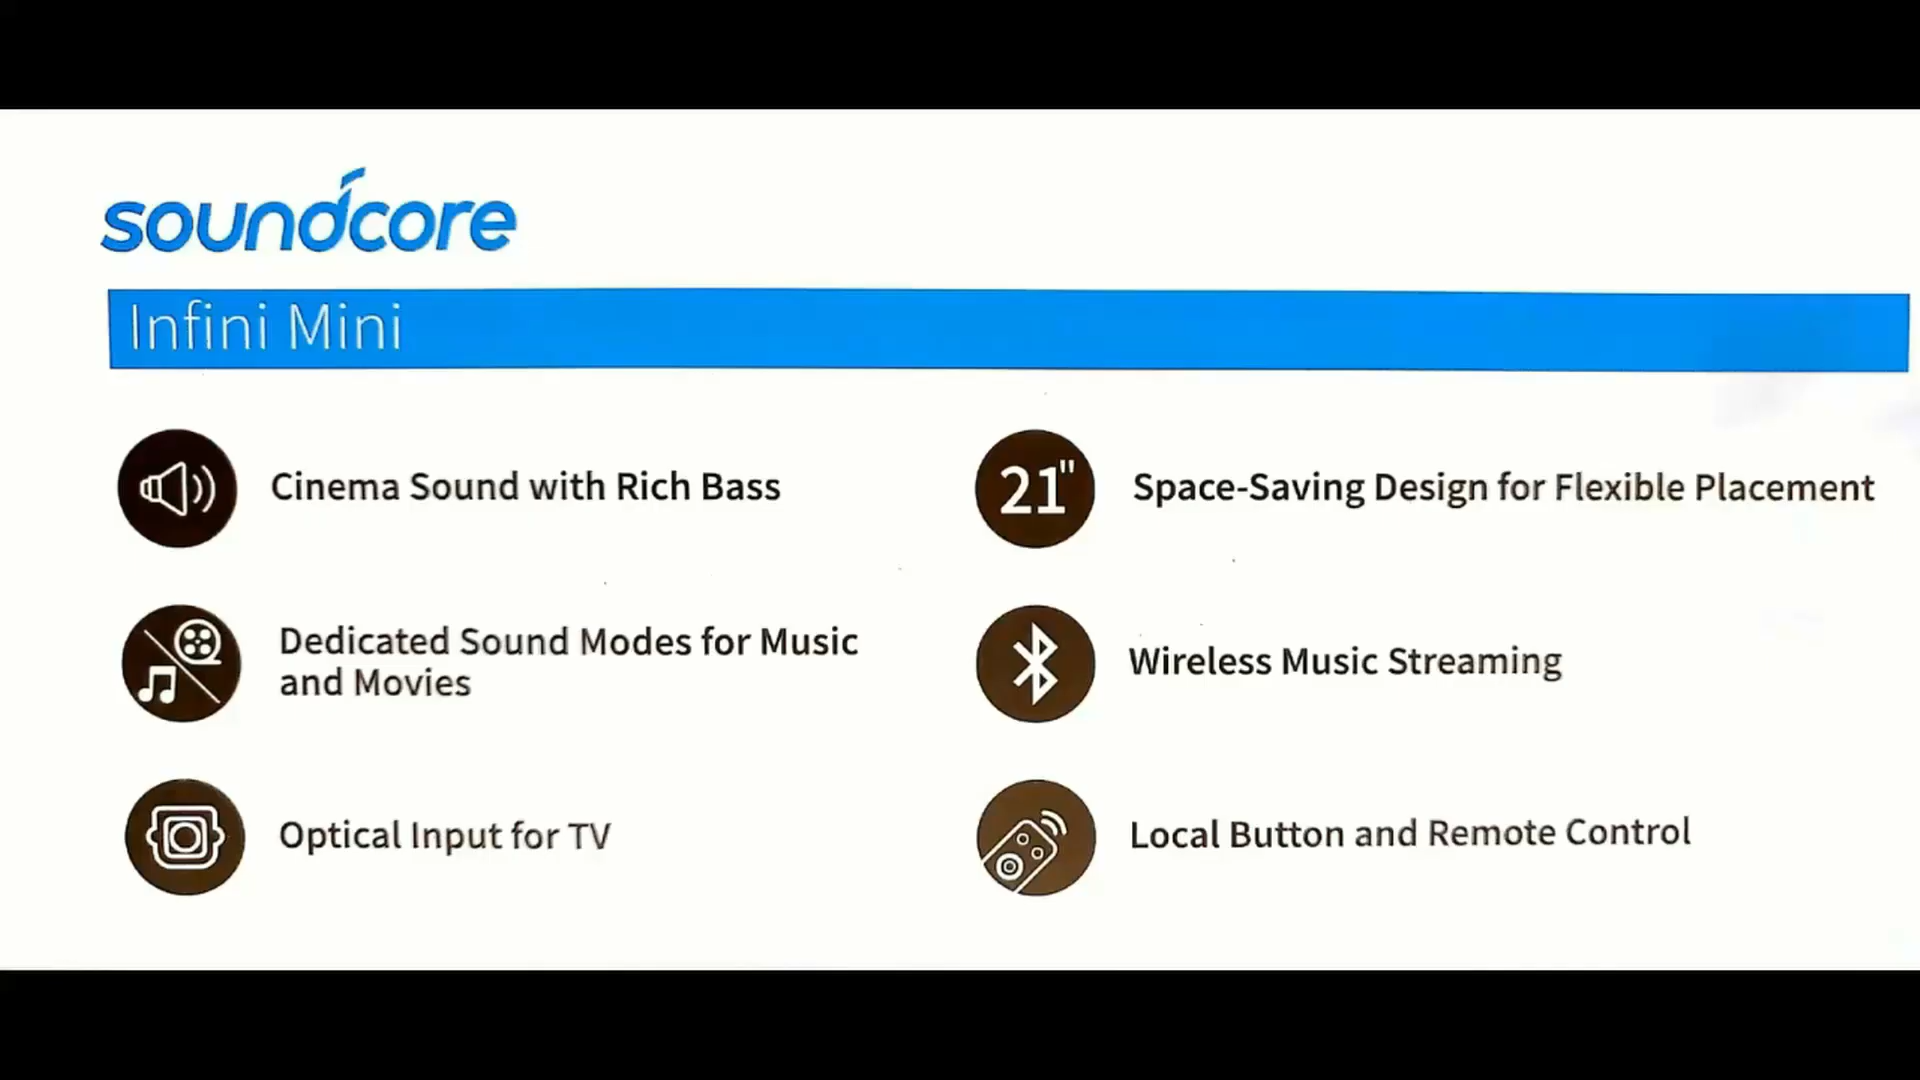 soundcore
Infini Mini
Cinema Sound with Rich Bass
21"
Space-Saving Design for Flexible Placement
Dedicated Sound Modes for Music
and Movies
Wireless Music Streaming
Optical Input for TV
Local Button and Remote Control